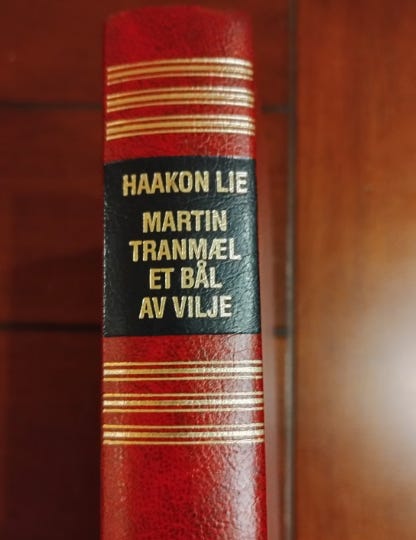 HAAKON LIE
MARTIN
TRANMÆL
ET BÅL
AV VILJE